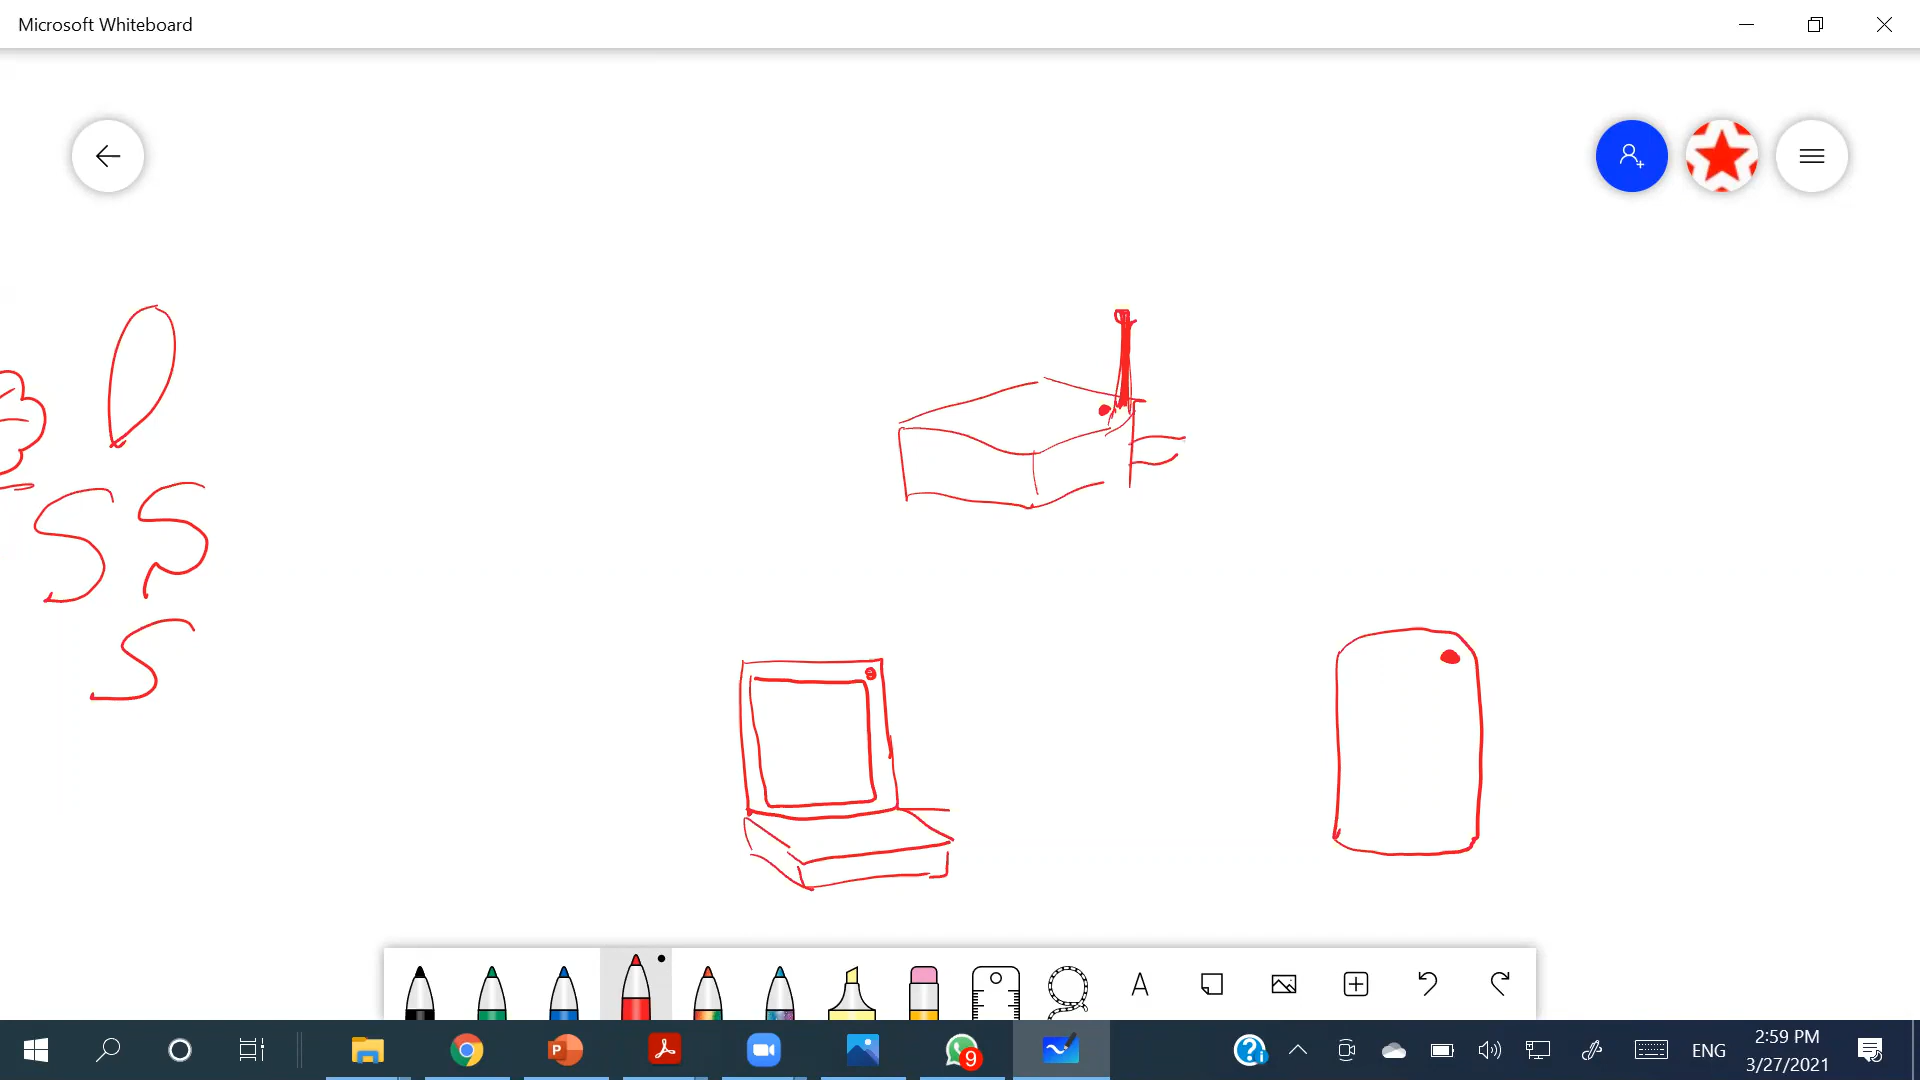 Microsoft Whiteboard
S S
S
A
P
9
ENG
2:59 PM
3/27/2021